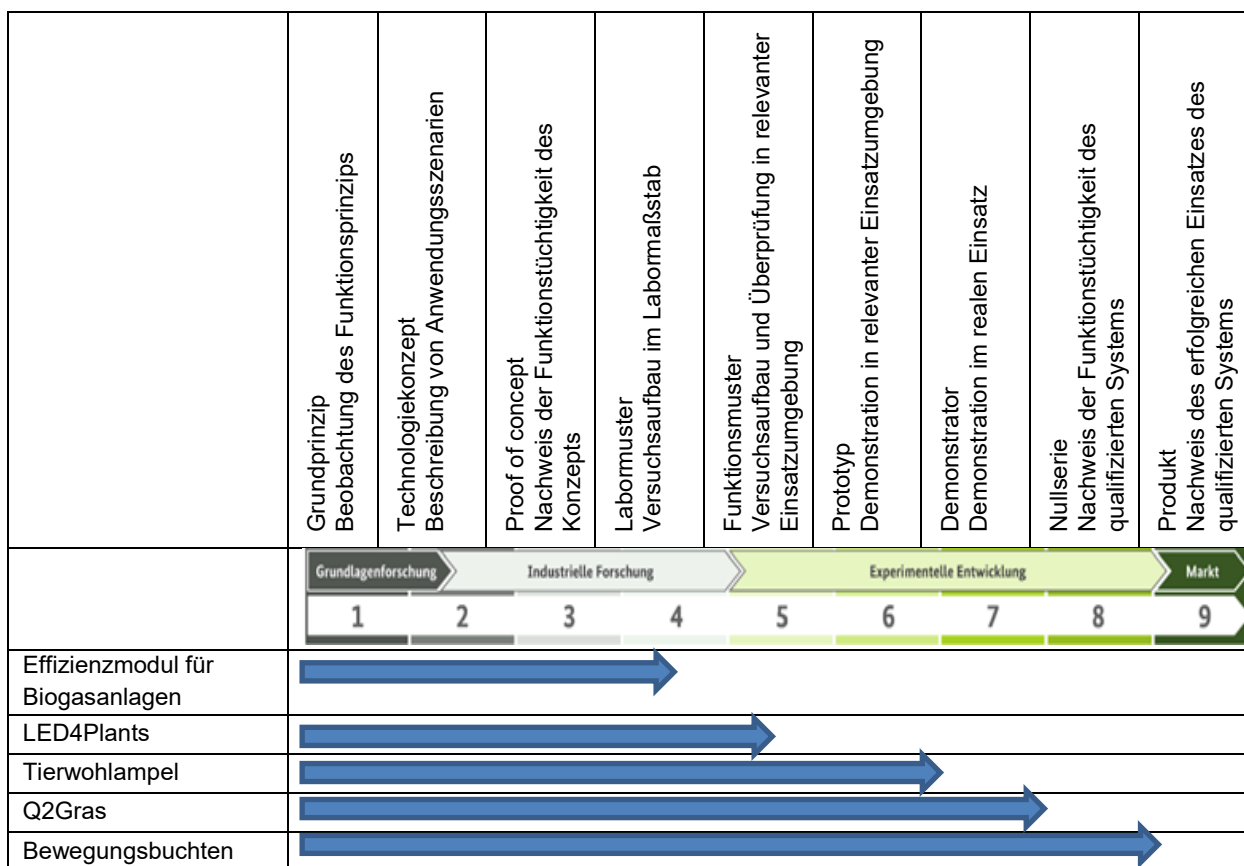 Grundprinzip
Beobachtung des Funktionsprinzips
Technologiekonzept
Beschreibung von Anwendungsszenarien
Proof of concept
Nachweis der Funktionstüchtigkeit des
Konzepts
Labormuster
Versuchsaufbau im Labormaßstab
Funktionsmuster
Versuchsaufbau und Überprüfung in relevanter
Einsatzumgebung
Prototyp
Demonstration in relevanter Einsatzumgebung
Demonstrator
Demonstration im realen Einsatz
Nullserie
Nachweis der Funktionstüchtigkeit des
qualifizierten Systems
Produkt
Nachweis des erfolgreichen Einsatzes des
qualifizierten Systems
Grundlagenforschung Industrielle Forschung Experimentelle Entwicklung Markt
1 2 3 4 5 6 7 8 9
Effizienzmodul für
Biogasanlagen
LED4Plants
Tierwohlampel
Q2Gras
Bewegungsbuchten